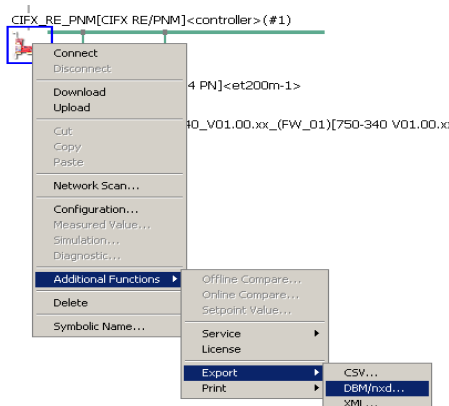 CIFX_RE_PNM[CIFX RE/PNM]<controller>(#1)
Connect
Disconnect
4 PN]<et200m-1>
Download
Upload
40_V01.00.xx_(FW_01)[750-340 V01.00.x
Cut
Copy
Paste
Network Scan...
Configuration...
Measured Value...
Simulation...
Diagnostic...
Additional Functions
Offline Compare...
Online Compare...
Delete
Setpoint Value...
Symbolic Name...
Service
License
Export
CSV...
Print
DBM/nxd...
XML...